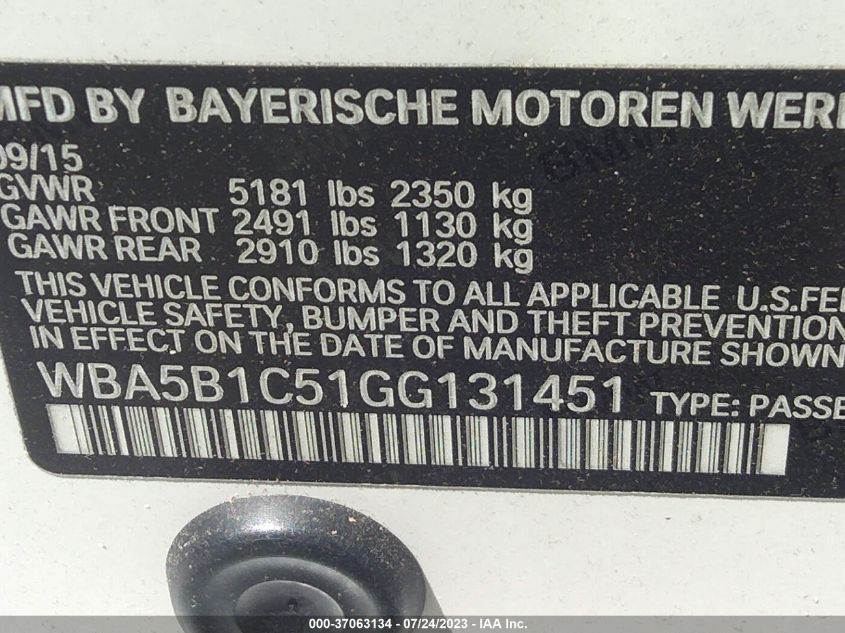 MFD BY BAYERISCHE MOTOREN WER
09/15
GVWR 5181 lbs 2350 kg
GAWR FRONT 2491 lbs 1130 kg
GAWR REAR 2910 lbs 1320 kg
THIS VEHICLE CONFORMS TO ALL APPLICABLE U.S.FE
VEHICLE SAFETY, BUMPER AND THEFT PREVENTION
IN EFFECT ON THE DATE OF MANUFACTURE SHOWN
WBA5B1C51GG131451 TYPE: PASSE
000-37063134 - 07/24/2023 - © IAA Inc.